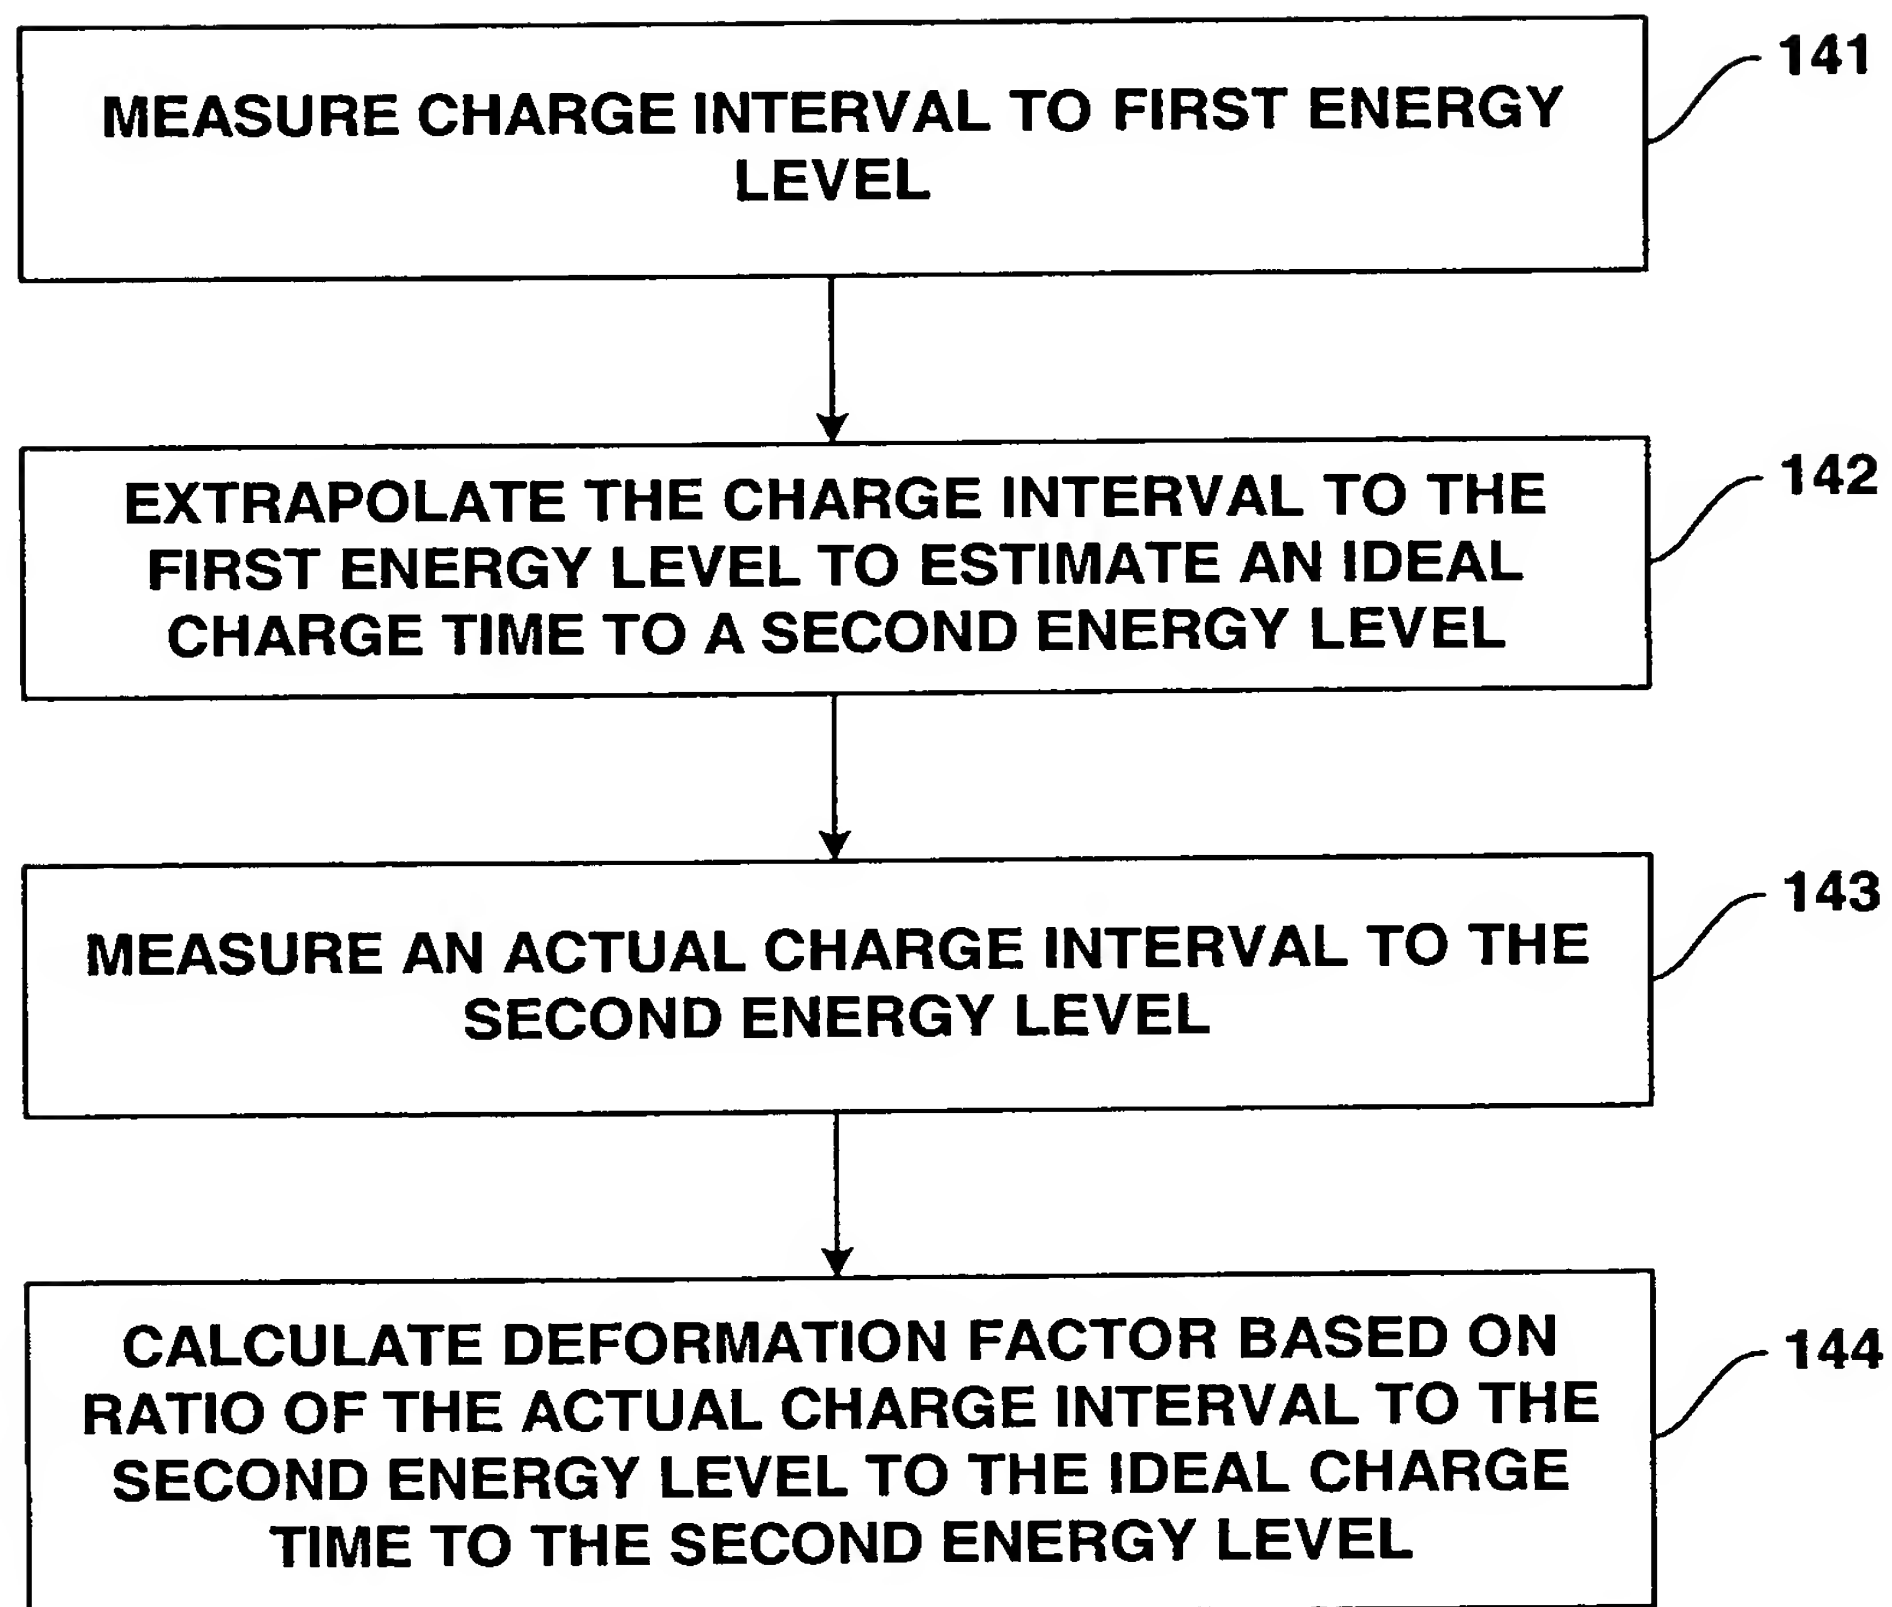 MEASURE CHARGE INTERVAL TO FIRST ENERGY
LEVEL
141
EXTRAPOLATE THE CHARGE INTERVAL TO THE
FIRST ENERGY LEVEL TO ESTIMATE AN IDEAL
CHARGE TIME TO A SECOND ENERGY LEVEL
142
MEASURE AN ACTUAL CHARGE INTERVAL TO THE
SECOND ENERGY LEVEL
143
CALCULATE DEFORMATION FACTOR BASED ON
RATIO OF THE ACTUAL CHARGE INTERVAL TO THE
SECOND ENERGY LEVEL TO THE IDEAL CHARGE
TIME TO THE SECOND ENERGY LEVEL
144